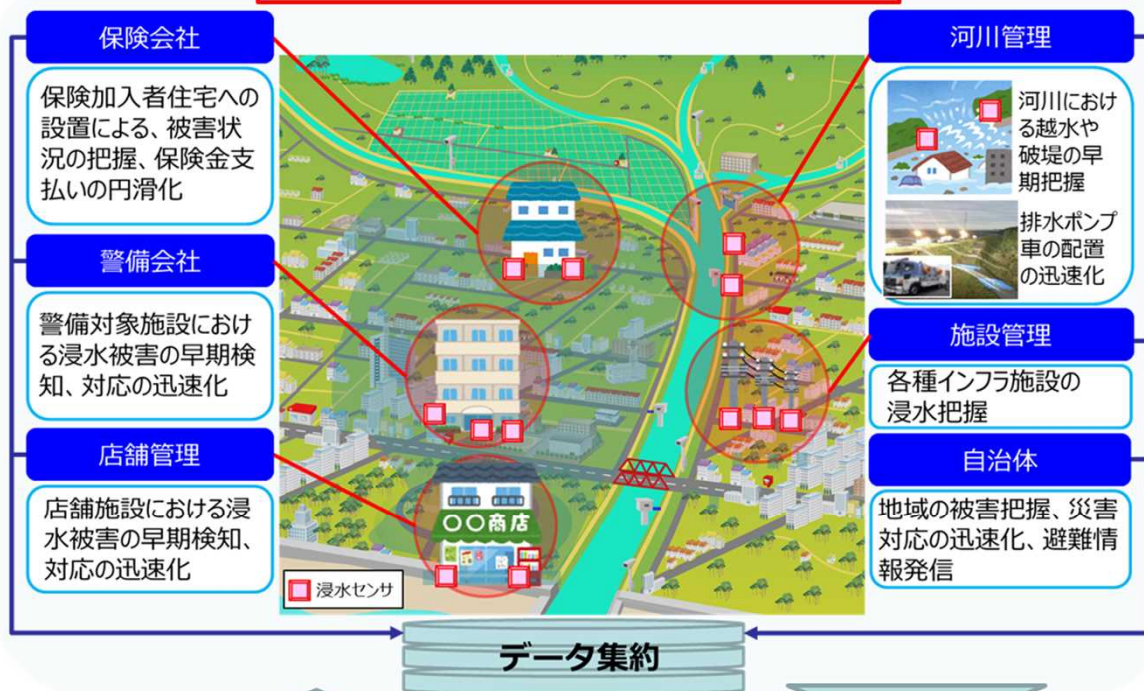 保険会社
保険加入者住宅への
設置による、被害状
況の把握、保険金支
払いの円滑化
警備会社
警備対象施設におけ
る浸水被害の早期検
知、対応の迅速化
店舗管理
店舗施設における浸
水被害の早期検知、
対応の迅速化
〇〇商店
浸水センサ
河川管理
河川におけ
る越水や
破堤の早
期把握
排水ポンプ
車の配置
の迅速化
施設管理
各種インフラ施設の
浸水把握
自治体
地域の被害把握、災害
対応の迅速化、避難情
報発信
データ集約